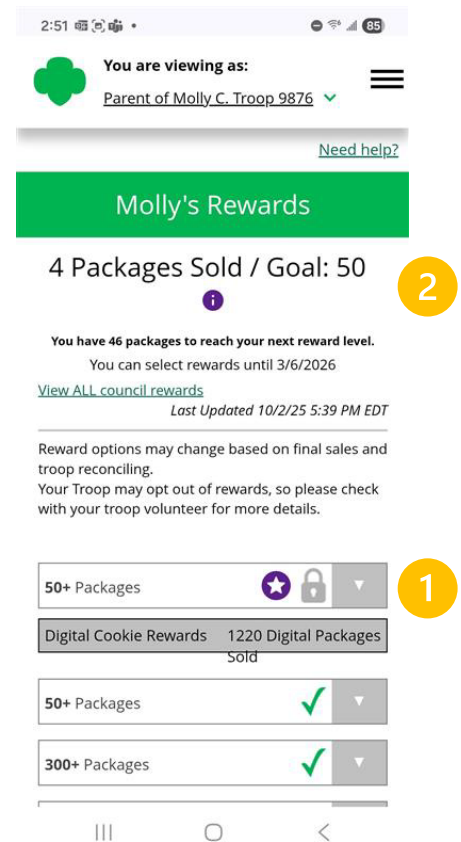 2:51
85
You are viewing as:
Parent of Molly C. Troop 9876
Need help?
Molly's Rewards
4 Packages Sold / Goal: 50
2
i
You have 46 packages to reach your next reward level.
You can select rewards until 3/6/2026
View ALL council rewards
Last Updated 10/2/25 5:39 PM EDT
Reward options may change based on final sales and
troop reconciling.
Your Troop may opt out of rewards, so please check
with your troop volunteer for more details.
50+ Packages
1
Digital Cookie Rewards 1220 Digital Packages
Sold
50+ Packages
300+ Packages